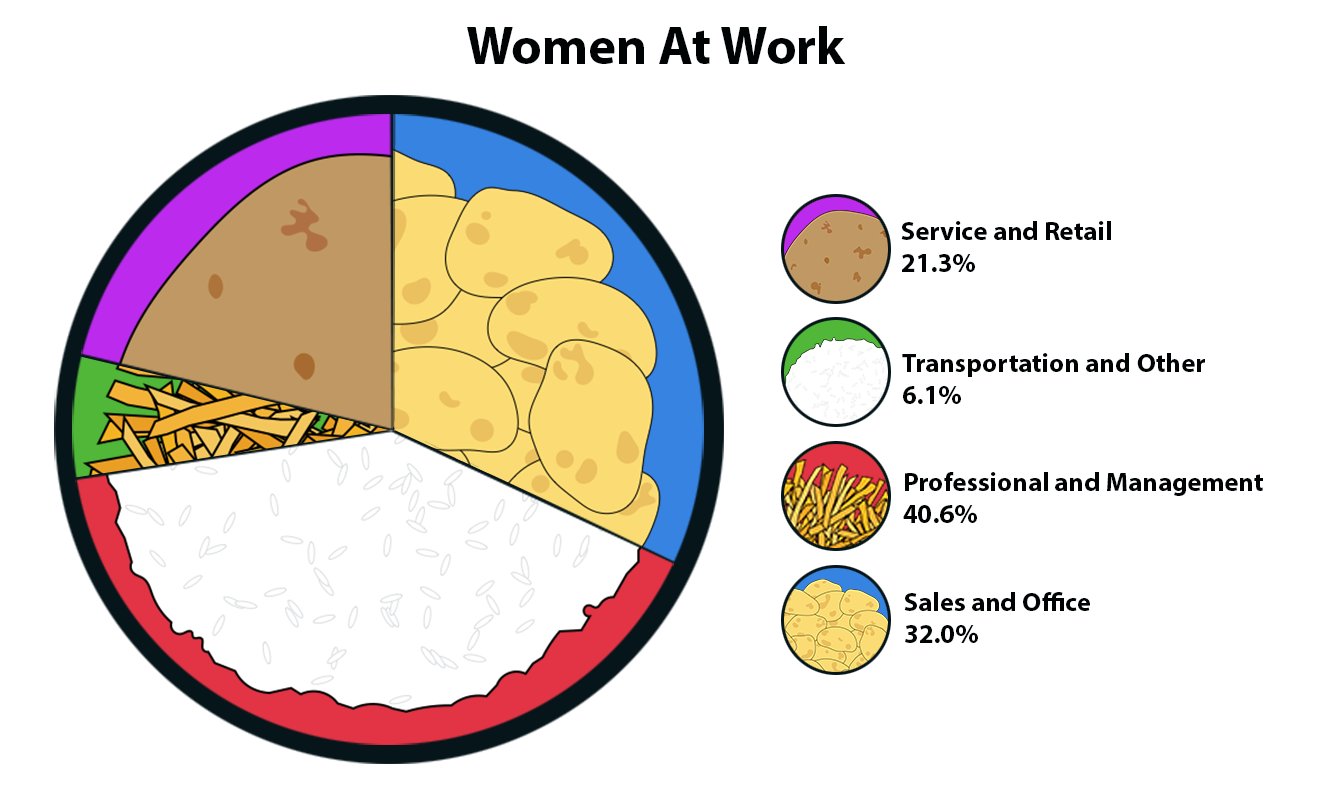 Women At Work
Service and Retail
21.3%
Transportation and Other
6.1%
Professional and Management
40.6%
Sales and Office
32.0%